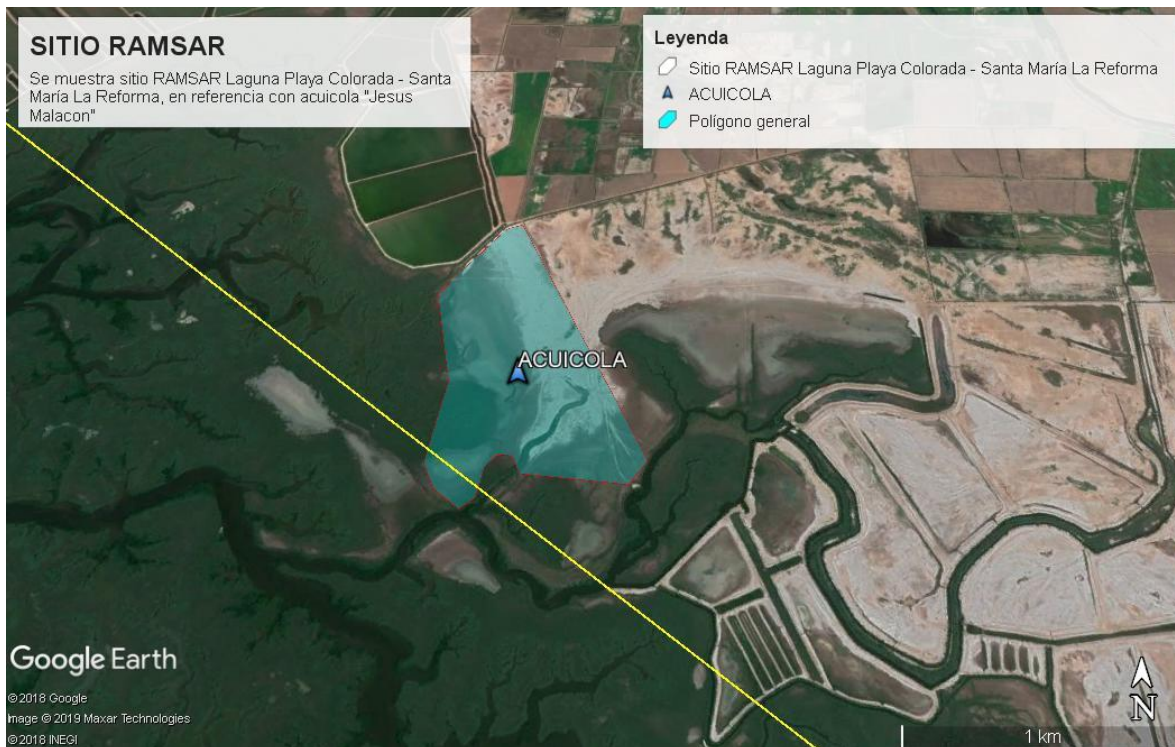 SITIO RAMSAR
Se muestra sitio RAMSAR Laguna Playa Colorada - Santa
María La Reforma, en referencia con acuicola "Jesus
Malacon"
Leyenda
Sitio RAMSAR Laguna Playa Colorada - Santa María La Reforma
ACUICOLA
Polígono general
ACUICOLA
Google Earth
©2018 Google
Image © 2019 Maxar Technologies
©2018 INEGI
N
1 km